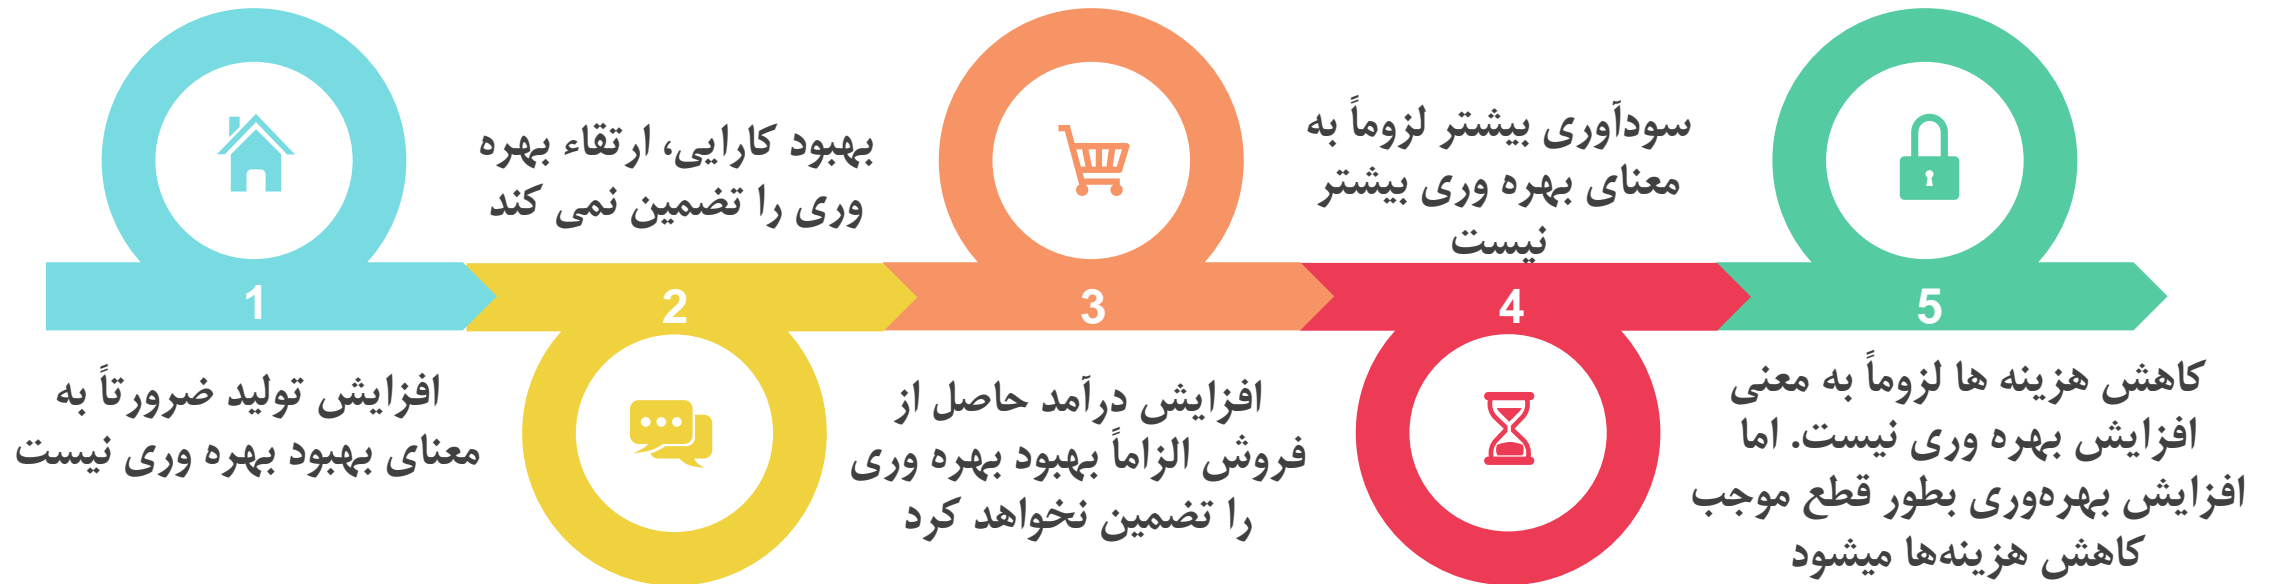 1
افزایش تولید ضرورتاً به
معنای بهبود بهره وری نیست
2
بهبود کارایی، ارتقاء بهره
وری را تضمین نمی کند
3
افزایش درآمد حاصل از
فروش الزاماً بهبود بهره وری
را تضمین نخواهد کرد
4
سودآوری بیشتر لزوماً به
معنای بهره وری بیشتر
نیست
5
کاهش هزینه ها لزوماً به معنی
افزایش بهره وری نیست. اما
افزایش بهره‌وری بطور قطع موجب
کاهش هزینه‌ها میشود